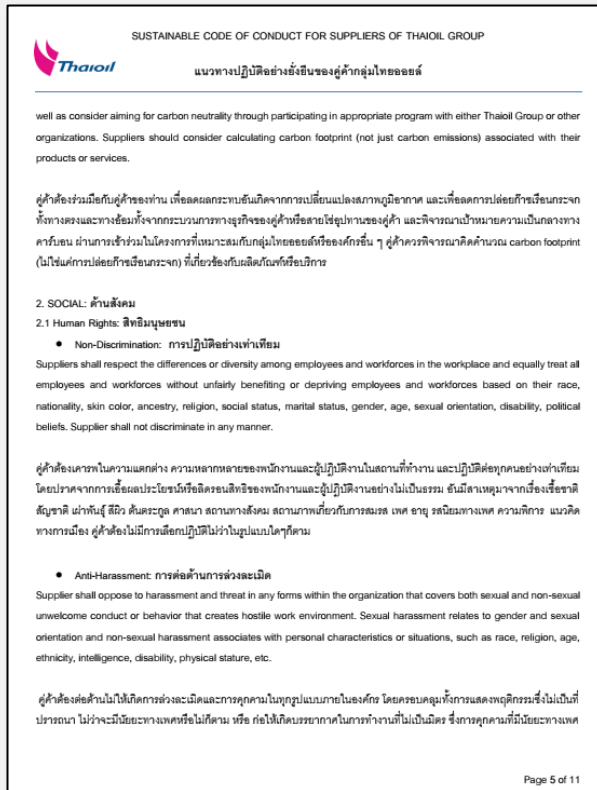 SUSTAINABLE CODE OF CONDUCT FOR SUPPLIERS OF THAIOIL GROUP
Thaioil
แนวทางปฏิบัติอย่างยั่งยืนของคู่ค้ากลุ่มไทยออยล์
well as consider aiming for carbon neutrality through participating in appropriate program with either Thaioil Group or other
organizations. Suppliers should consider calculating carbon footprint (not just carbon emissions) associated with their
products or services.
คู่ค้าต้องร่วมมือกับคู่ค้าของท่าน เพื่อลดผลกระทบอันเกิดจากการเปลี่ยนแปลงสภาพภูมิอากาศ และเพื่อลดการปล่อยก๊าซเรือนกระจก
ทั้งทางตรงและทางอ้อมทั้งจากกระบวนการทางธุรกิจของคู่ค้าหรือสายโซ่อุปทานของคู่ค้า และพิจารณาเป้าหมายความเป็นกลางทาง
คาร์บอน ผ่านการเข้าร่วมในโครงการที่เหมาะสมกับกลุ่มไทยออยล์หรือองค์กรอื่น ๆ คู่ค้าควรพิจารณาคิดคำนวณ carbon footprint
(ไม่ใช่แค่การปล่อยก๊าซเรือนกระจก) ที่เกี่ยวข้องกับผลิตภัณฑ์หรือบริการ
2. SOCIAL: ด้านสังคม
2.1 Human Rights: สิทธิมนุษยชน
• Non-Discrimination: การปฏิบัติอย่างเท่าเทียม
Suppliers shall respect the differences or diversity among employees and workforces in the workplace and equally treat all
employees and workforces without unfairly benefiting or depriving employees and workforces based on their race,
nationality, skin color, ancestry, religion, social status, marital status, gender, age, sexual orientation, disability, political
beliefs. Supplier shall not discriminate in any manner.
คู่ค้าต้องเคารพในความแตกต่าง ความหลากหลายของพนักงานและผู้ปฏิบัติงานในสถานที่ทำงาน และปฏิบัติต่อทุกคนอย่างเท่าเทียม
โดยปราศจากการเอื้อผลประโยชน์หรือลิดรอนสิทธิของพนักงานและผู้ปฏิบัติงานอย่างไม่เป็นธรรม อันมีสาเหตุมาจากเรื่องเชื้อชาติ
สัญชาติ เผ่าพันธุ์ สีผิว ต้นตระกูล ศาสนา สถานทางสังคม สถานภาพเกี่ยวกับการสมรส เพศ อายุ รสนิยมทางเพศ ความพิการ แนวคิด
ทางการเมือง คู่ค้าต้องไม่มีการเลือกปฏิบัติไม่ว่าในรูปแบบใดๆก็ตาม
• Anti-Harassment: การต่อต้านการล่วงละเมิด
Supplier shall oppose to harassment and threat in any forms within the organization that covers both sexual and non-sexual
unwelcome conduct or behavior that creates hostile work environment. Sexual harassment relates to gender and sexual
orientation and non-sexual harassment associates with personal characteristics or situations, such as race, religion, age,
ethnicity, intelligence, disability, physical stature, etc.
คู่ค้าต้องต่อต้านไม่ให้เกิดการล่วงละเมิดและการคุกคามในทุกรูปแบบภายในองค์กร โดยครอบคลุมทั้งการแสดงพฤติกรรมซึ่งไม่เป็นที่
ปรารถนา ไม่ว่าจะมีนัยยะทางเพศหรือไม่ก็ตาม หรือ ก่อให้เกิดบรรยากาศในการทำงานที่ไม่เป็นมิตร ซึ่งการคุกคามที่มีนัยยะทางเพศ
Page 5 of 11